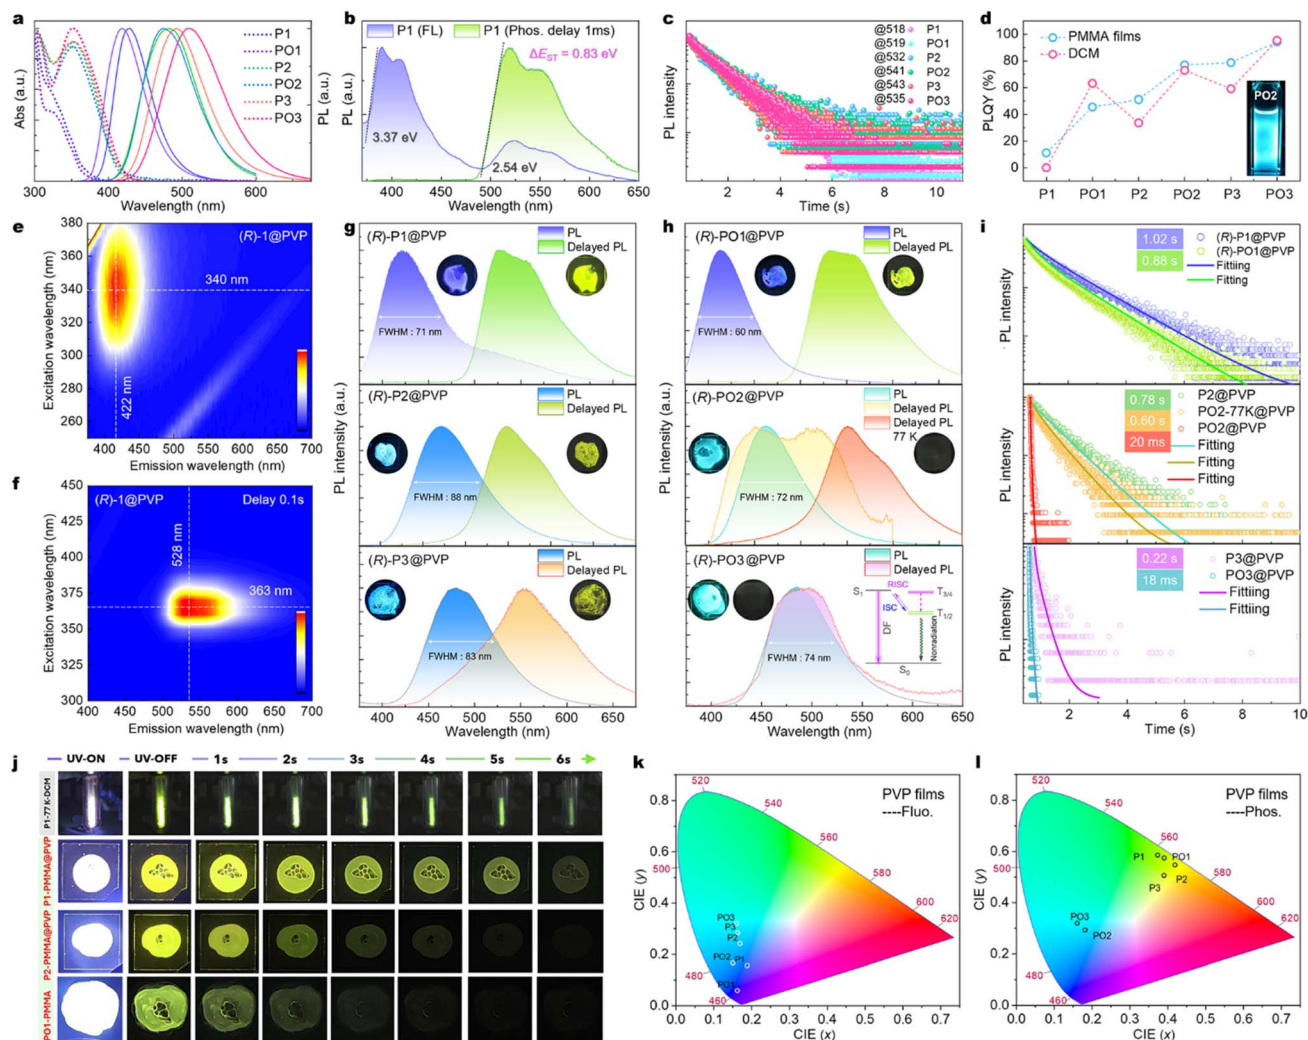 a
Abs (a.u.)
PL (a.u.)
P1
PO1
P2
PO2
P3
PO3
300
400
500
600
Wavelength (nm)
b
PL (a.u.)
P1 (FL)
P1 (Phos. delay 1ms)
ΔEST = 0.83 eV
3.37 eV
2.54 eV
400
450
500
550
600
650
Wavelength (nm)
c
PL intensity
@518 P1
@519 PO1
@532 P2
@541 PO2
@543 P3
@535 PO3
2
4
6
8
10
Time (s)
d
PLQY (%)
PMMA films
DCM
PO2
100
80
60
40
20
0
P1
PO1
P2
PO2
P3
PO3
e
Excitation wavelength (nm)
380
360
340
320
300
280
260
(R)-1@PVP
340 nm
422 nm
400
450
500
550
600
650
700
Emission wavelength (nm)
f
Excitation wavelength (nm)
450
400
350
300
(R)-1@PVP
Delay 0.1s
528 nm
363 nm
400
450
500
550
600
650
700
Emission wavelength (nm)
g
PL intensity (a.u.)
(R)-P1@PVP
PL
Delayed PL
FWHM : 71 nm
(R)-P2@PVP
PL
Delayed PL
FWHM : 88 nm
(R)-P3@PVP
PL
Delayed PL
FWHM : 83 nm
400
450
500
550
600
650
Wavelength (nm)
h
PL intensity (a.u.)
(R)-PO1@PVP
PL
Delayed PL
FWHM : 60 nm
(R)-PO2@PVP
PL
Delayed PL
Delayed PL
77 K
FWHM : 72 nm
(R)-PO3@PVP
PL
Delayed PL
FWHM : 74 nm
RISC
S1
T3/4
ISC
T1/2
DF
Nonradiation
S0
400
450
500
550
600
650
Wavelength (nm)
i
PL intensity
1.02 s
0.88 s
(R)-P1@PVP
(R)-PO1@PVP
Fittiing
Fitting
PL intensity
0.78 s
0.60 s
20 ms
P2@PVP
PO2-77K@PVP
PO2@PVP
Fitting
Fitting
Fitting
PL intensity
0.22 s
18 ms
P3@PVP
PO3@PVP
Fittiing
Fittiing
2
4
6
8
10
Time (s)
j
UV-ON
UV-OFF
1s
2s
3s
4s
5s
6s
P1-77 K-DCM
P1-PMMA@PVP
P2-PMMA@PVP
PO1-PMMA
k
CIE (y)
0.8
0.6
0.4
0.2
0.0
520
540
560
500
580
600
620
480
460
PVP films
----Fluo.
PO3
P3
P2
PO2
P1
PO1
0.0
0.1
0.2
0.3
0.4
0.5
0.6
0.7
CIE (x)
l
CIE (y)
0.8
0.6
0.4
0.2
0.0
520
540
560
500
580
600
620
480
460
PVP films
----Phos.
P1
PO1
P2
P3
PO3
PO2
0.0
0.1
0.2
0.3
0.4
0.5
0.6
0.7
CIE (x)